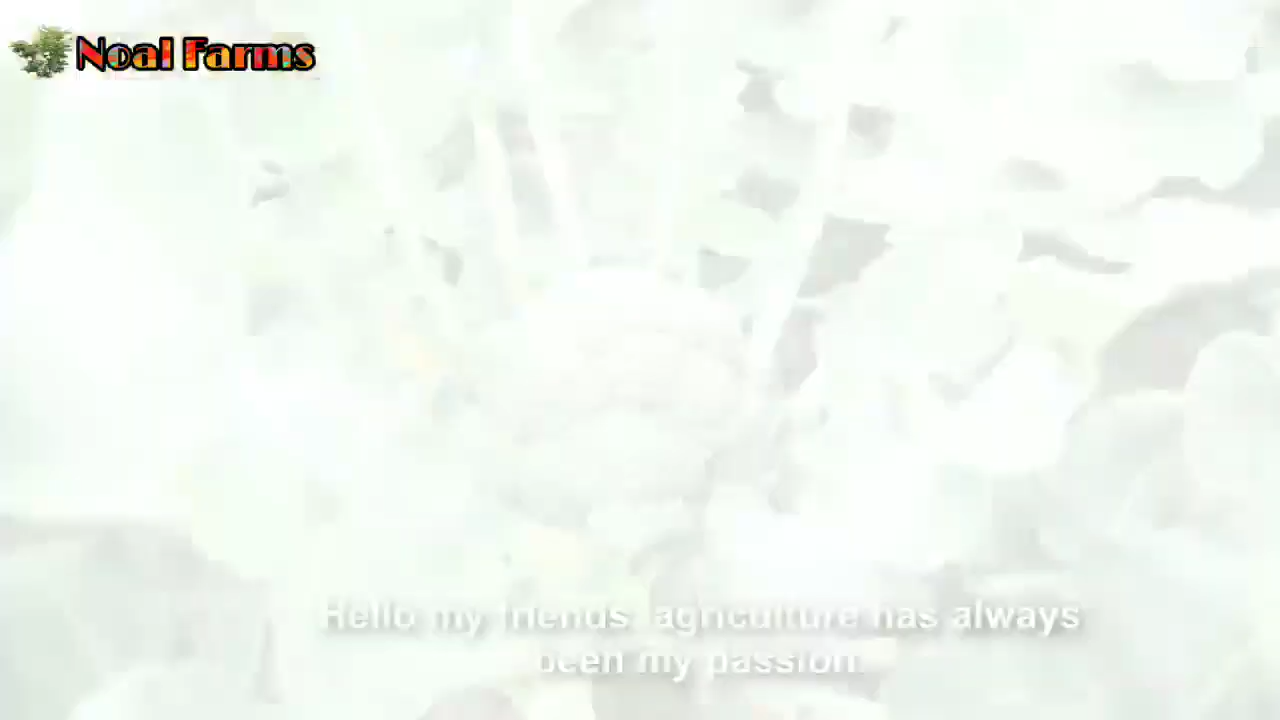 Noal Farms
Hello my friends, agriculture has always
been my passion.